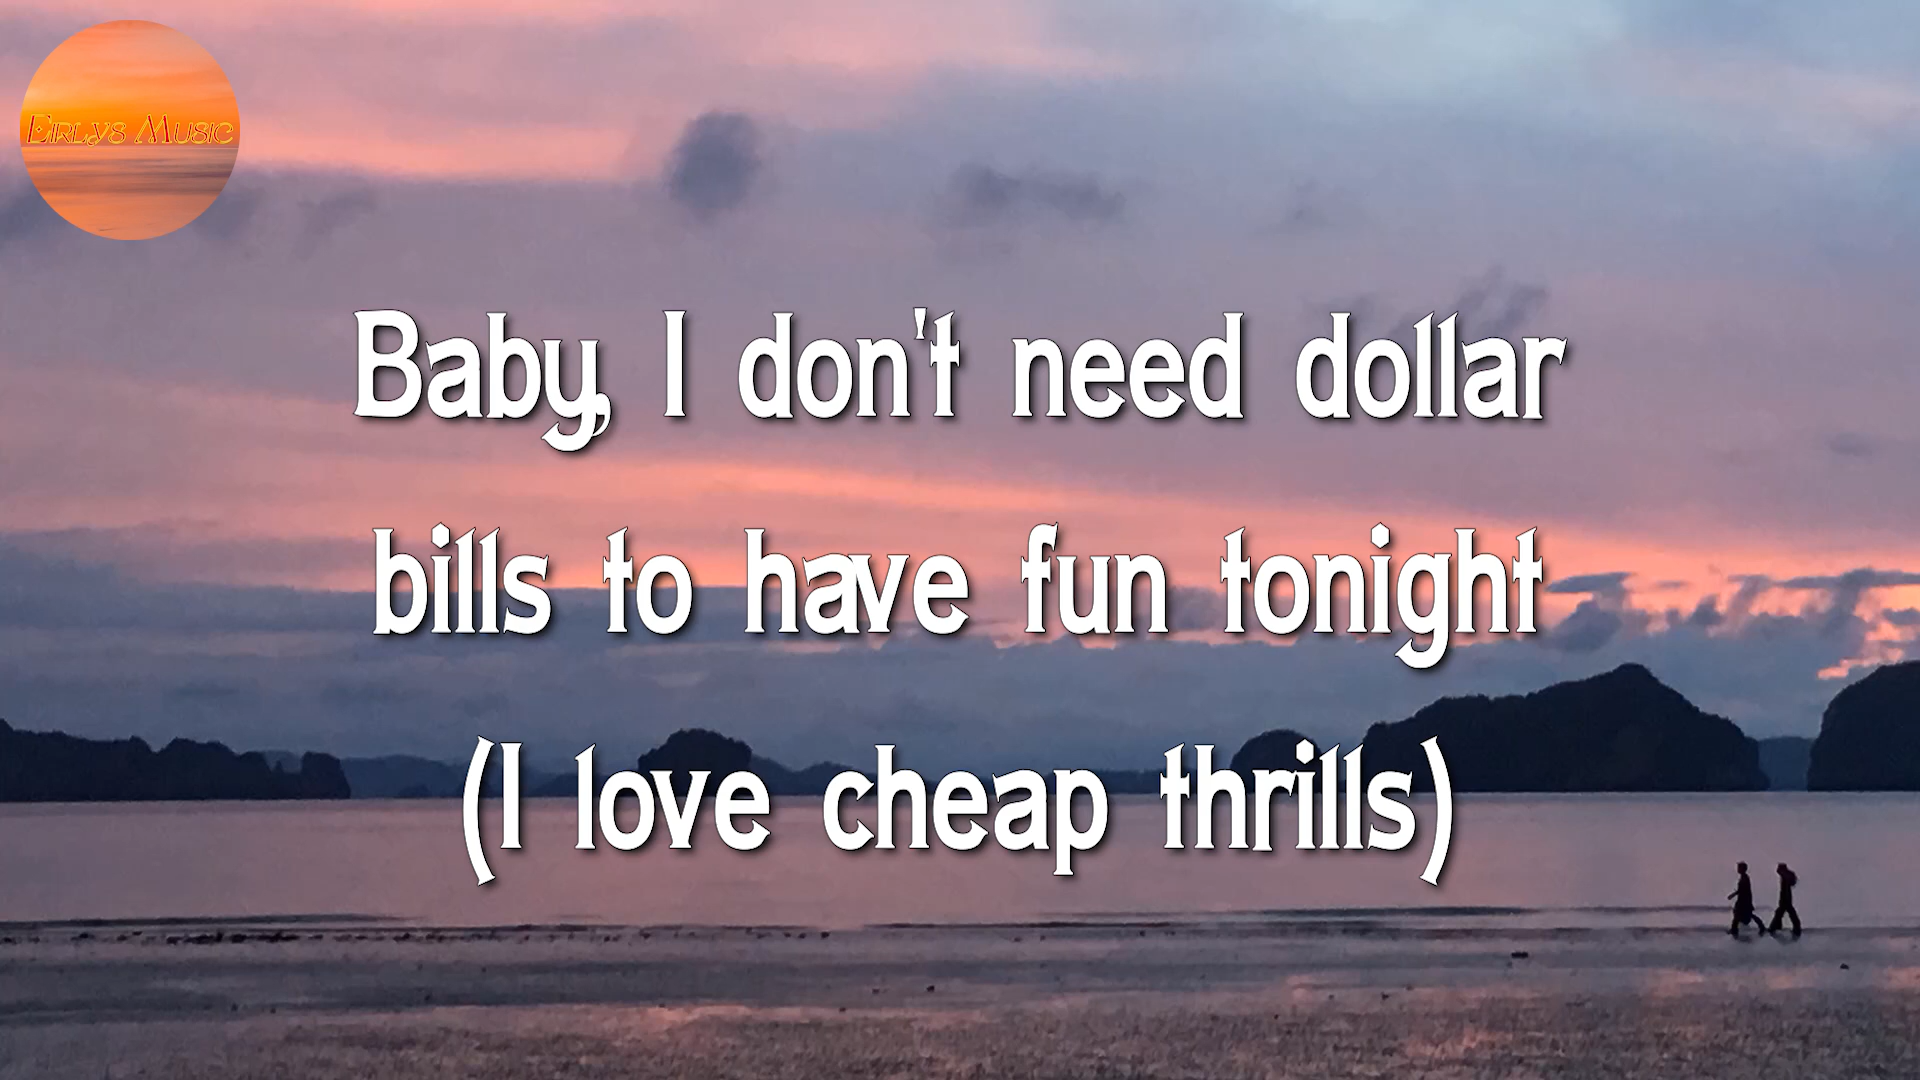 Eirlys Music
Baby, I don't need dollar
bills to have fun tonight
(I love cheap thrills)